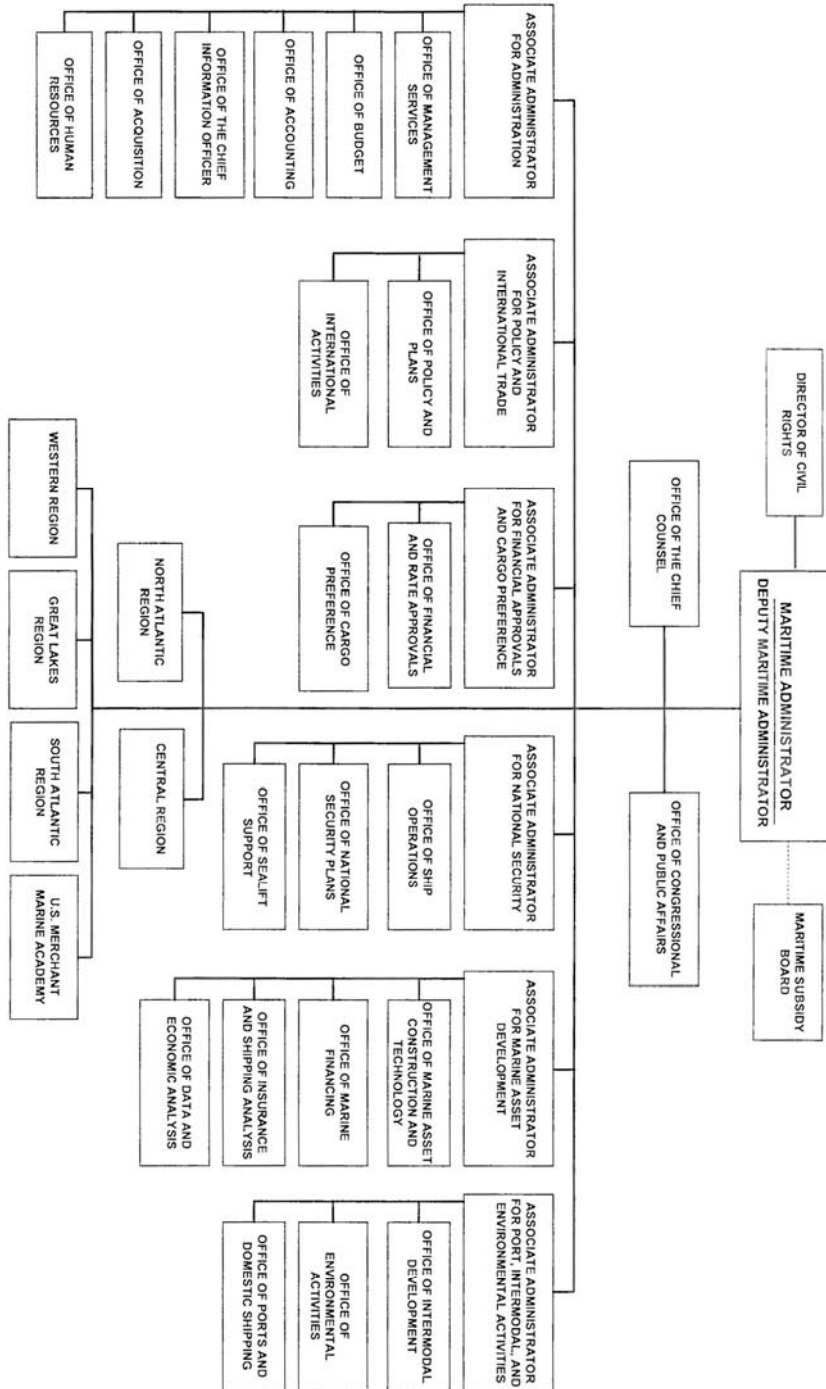 MARITIME ADMINISTRATOR
DEPUTY MARITIME ADMINISTRATOR
DIRECTOR OF CIVIL
RIGHTS
MARITIME SUBSIDY
BOARD
OFFICE OF THE CHIEF
COUNSEL
OFFICE OF CONGRESSIONAL
AND PUBLIC AFFAIRS
ASSOCIATE ADMINISTRATOR
FOR ADMINISTRATION
OFFICE OF MANAGEMENT
SERVICES
OFFICE OF BUDGET
OFFICE OF ACCOUNTING
OFFICE OF THE CHIEF
INFORMATION OFFICER
OFFICE OF ACQUISITION
OFFICE OF HUMAN
RESOURCES
ASSOCIATE ADMINISTRATOR
FOR POLICY AND
INTERNATIONAL TRADE
OFFICE OF POLICY AND
PLANS
OFFICE OF
INTERNATIONAL
ACTIVITIES
ASSOCIATE ADMINISTRATOR
FOR FINANCIAL APPROVALS
AND CARGO PREFERENCE
OFFICE OF FINANCIAL
AND RATE APPROVALS
OFFICE OF CARGO
PREFERENCE
ASSOCIATE ADMINISTRATOR
FOR NATIONAL SECURITY
OFFICE OF SHIP
OPERATIONS
OFFICE OF NATIONAL
SECURITY PLANS
OFFICE OF SEALIFT
SUPPORT
ASSOCIATE ADMINISTRATOR
FOR MARINE ASSET
DEVELOPMENT
OFFICE OF MARINE ASSET
CONSTRUCTION AND
TECHNOLOGY
OFFICE OF MARINE
FINANCING
OFFICE OF INSURANCE
AND SHIPPING ANALYSIS
OFFICE OF DATA AND
ECONOMIC ANALYSIS
ASSOCIATE ADMINISTRATOR
FOR PORT, INTERMODAL, AND
ENVIRONMENTAL ACTIVITIES
OFFICE OF INTERMODAL
DEVELOPMENT
OFFICE OF
ENVIRONMENTAL
ACTIVITIES
OFFICE OF PORTS AND
DOMESTIC SHIPPING
NORTH ATLANTIC
REGION
CENTRAL REGION
WESTERN REGION
GREAT LAKES
REGION
SOUTH ATLANTIC
REGION
U.S. MERCHANT
MARINE ACADEMY